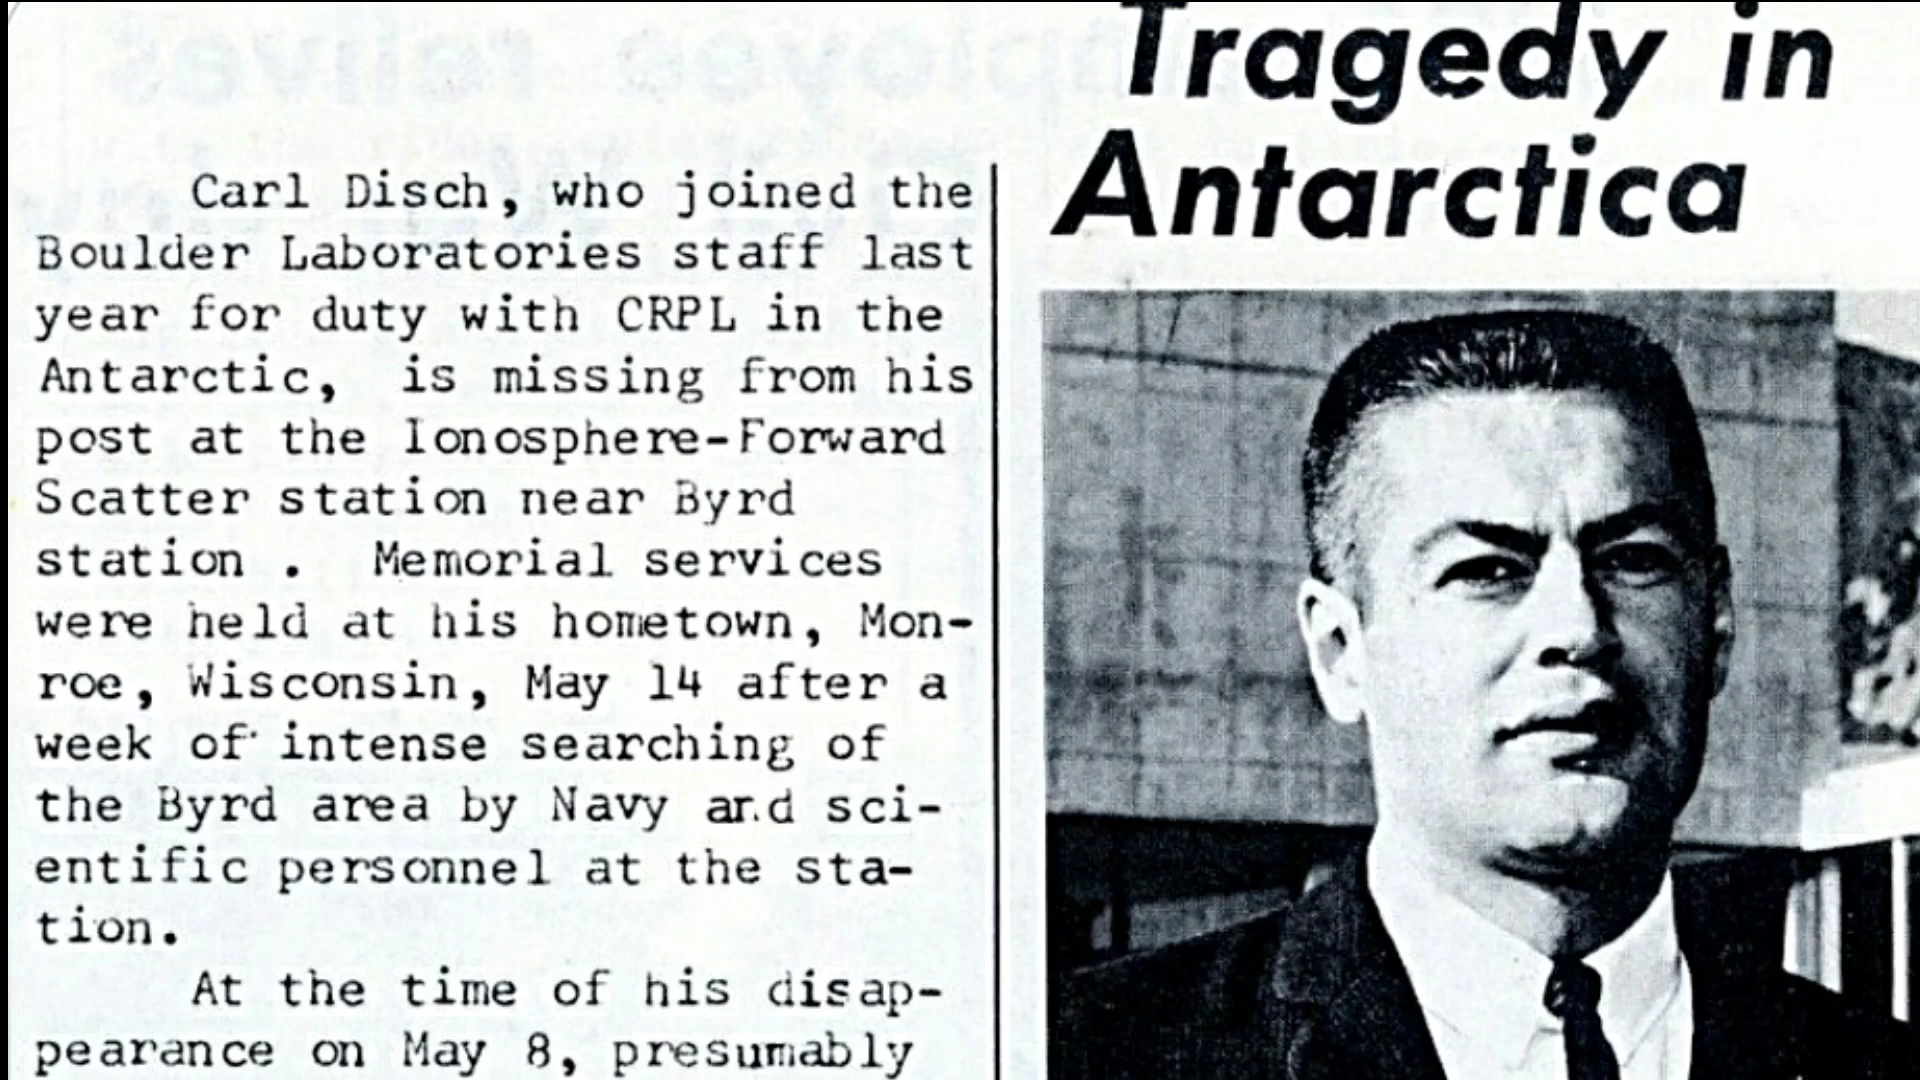 Tragedy in
Antarctica
Carl Disch, who joined the
Boulder Laboratories staff last
year for duty with CRPL in the
Antarctic, is missing from his
post at the Ionosphere-Forward
Scatter station near Byrd
station . Memorial services
were held at his hometown, Mon-
roe, Wisconsin, May 14 after a
week of intense searching of
the Byrd area by Navy and sci-
entific personnel at the sta-
tion.
At the time of his disap-
pearance on May 8, presumably